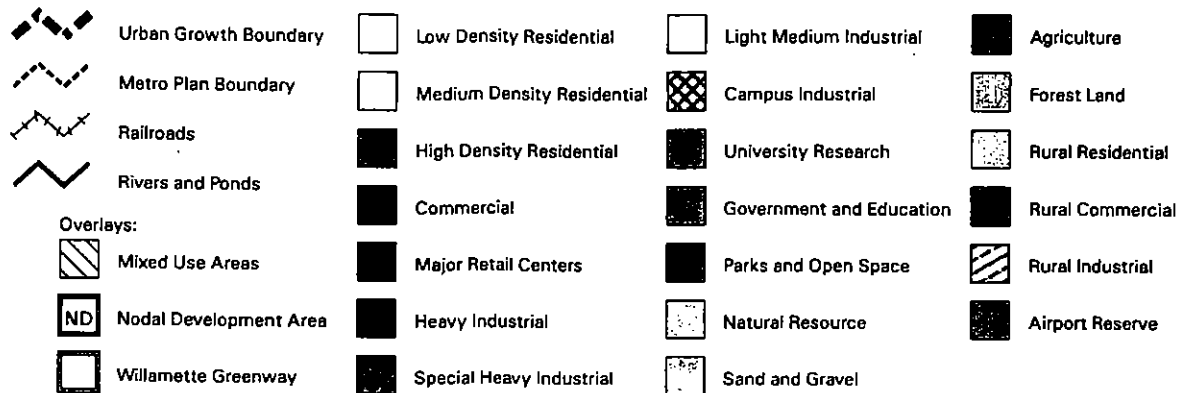 Urban Growth Boundary
Metro Plan Boundary
Railroads
Rivers and Ponds
Overlays:
Mixed Use Areas
ND Nodal Development Area
Willamette Greenway
Low Density Residential
Medium Density Residential
High Density Residential
Commercial
Major Retail Centers
Heavy Industrial
Special Heavy Industrial
Light Medium Industrial
Campus Industrial
University Research
Government and Education
Parks and Open Space
Natural Resource
Sand and Gravel
Agriculture
Forest Land
Rural Residential
Rural Commercial
Rural Industrial
Airport Reserve